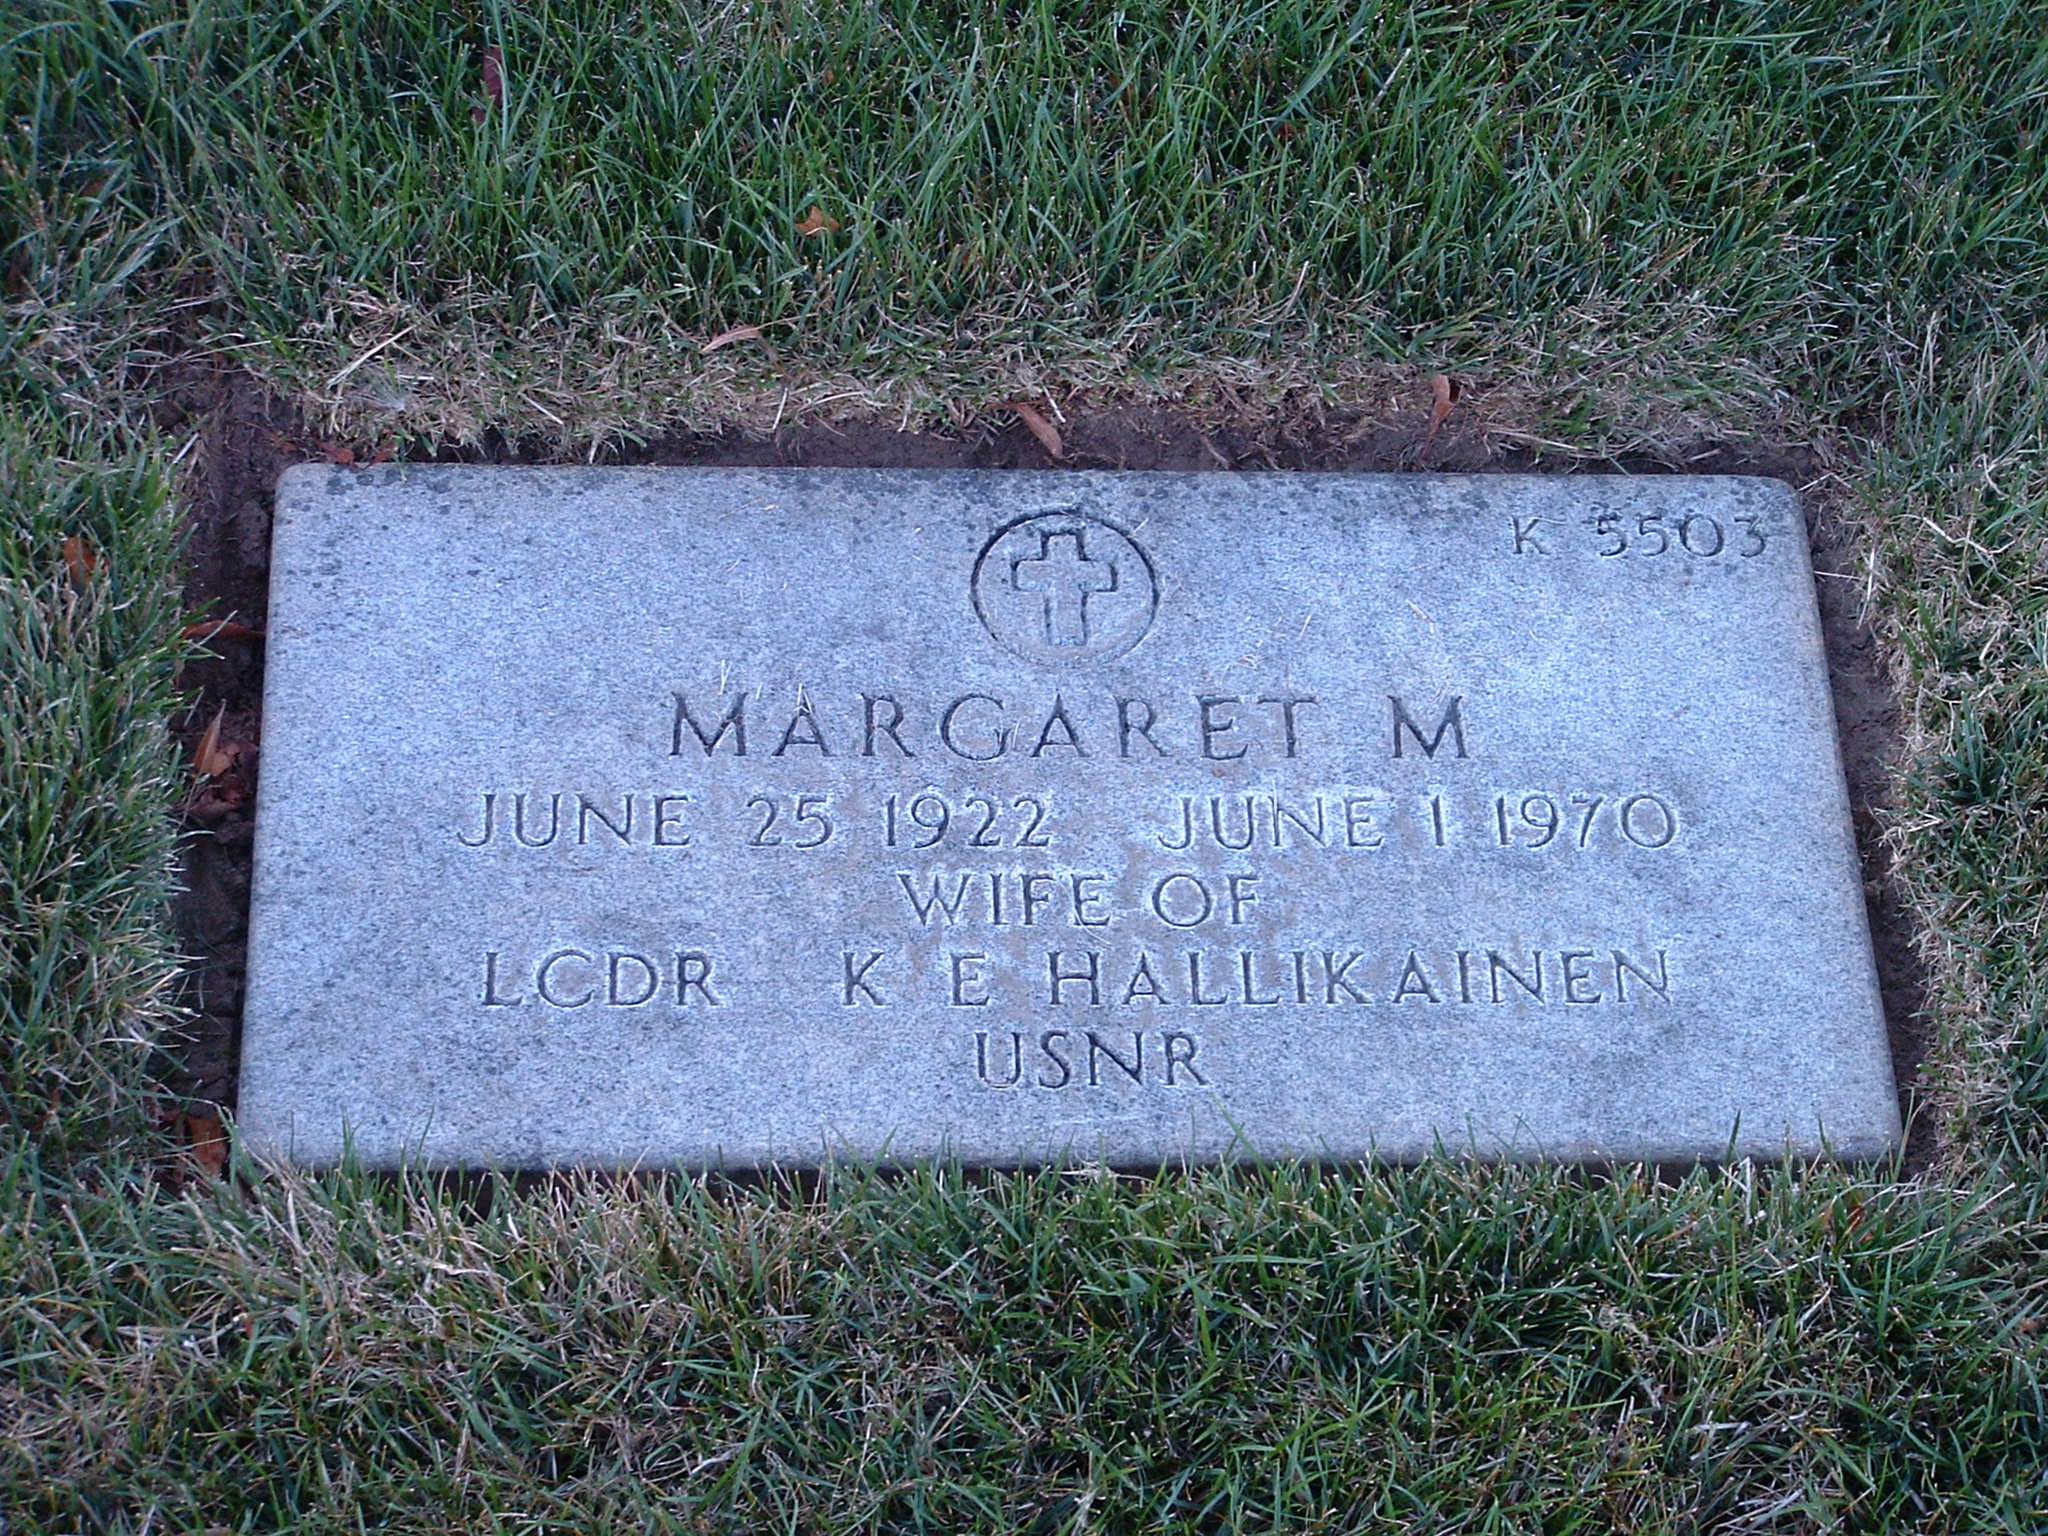 K 5503
MARGARET M
JUNE 25 1922 JUNE 1 1970
WIFE OF
LCDR K E HALLIKAINEN
USNR